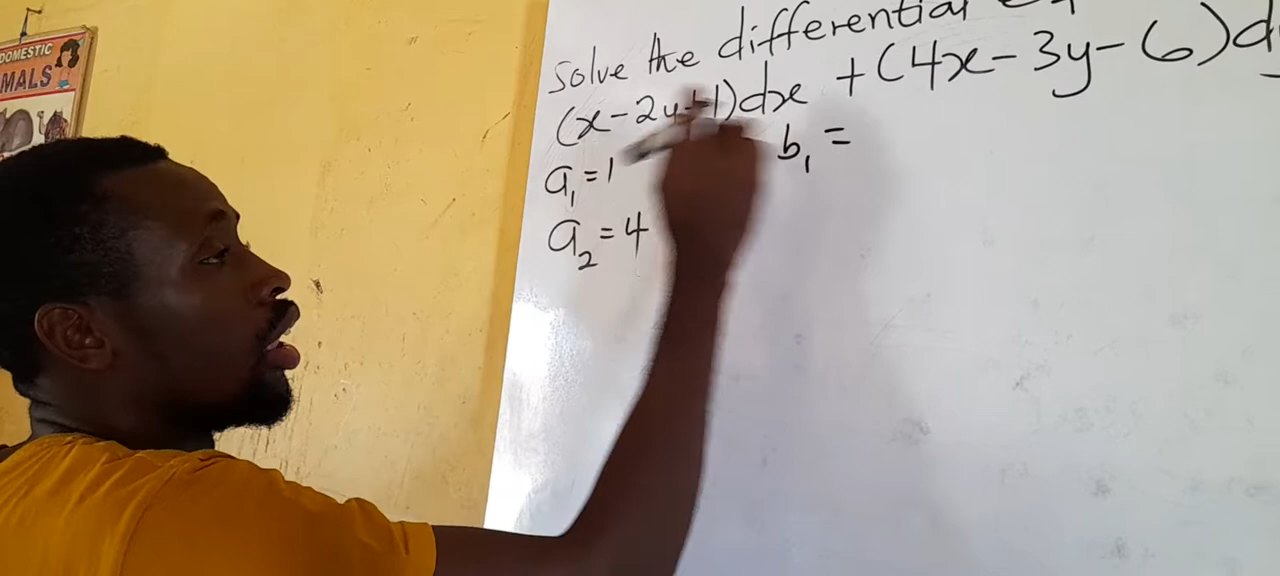 DOMESTIC
MALS
Solve the differential
(x-2y+1)dx + (4x-3y-6)d
a₁=1 b₁=
a₂=4